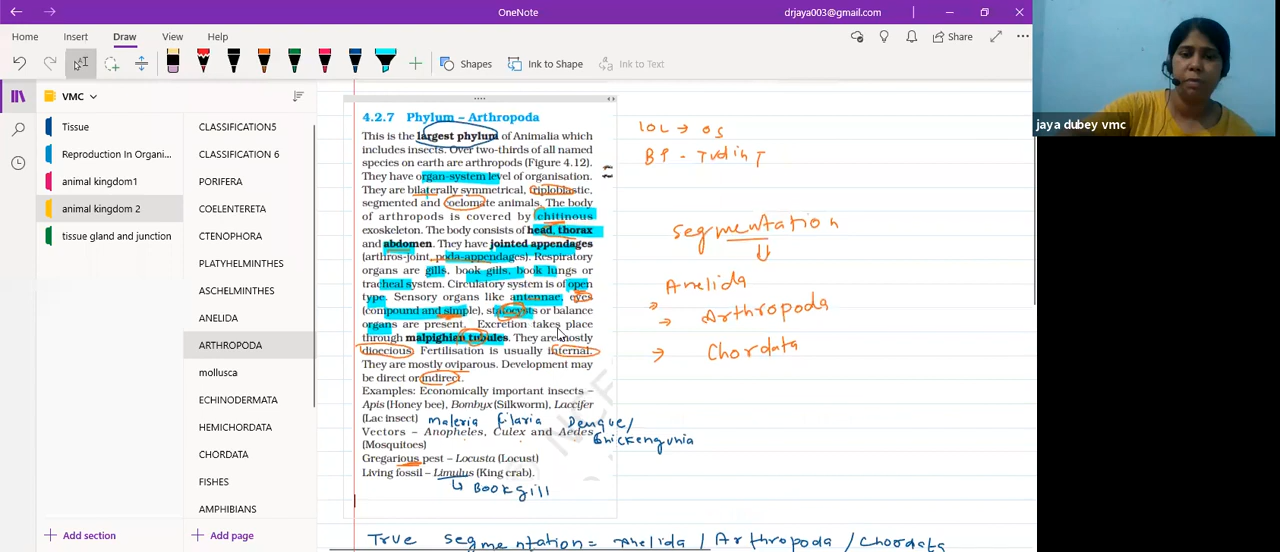 OneNote
drjaya003@gmail.com
Home Insert Draw View Help
Share
Shapes Ink to Shape Ink to Text
VMC
Tissue
Reproduction In Organi...
animal kingdom1
animal kingdom 2
tissue gland and junction
Add section
CLASSIFICATION5
CLASSIFICATION 6
PORIFERA
COELENTERETA
CTENOPHORA
PLATYHELMINTHES
ASCHELMINTHES
ANELIDA
ARTHROPODA
mollusca
ECHINODERMATA
HEMICHORDATA
CHORDATA
FISHES
AMPHIBIANS
Add page
4.2.7 Phylum – Arthropoda
This is the largest phylum of Animalia which
includes insects. Over two-thirds of all named
species on earth are arthropods (Figure 4.12).
They have organ-system level of organisation.
They are bilaterally symmetrical, triploblastic,
segmented and coelomate animals. The body
of arthropods is covered by chitinous
exoskeleton. The body consists of head, thorax
and abdomen. They have jointed appendages
(arthros-joint, poda-appendages). Respiratory
organs are gills, book gills, book lungs or
tracheal system. Circulatory system is of open
type. Sensory organs like antennae, eyes
(compound and simple), statocysts or balance
organs are present. Excretion takes place
through malpighian tubules. They are mostly
dioecious. Fertilisation is usually internal.
They are mostly oviparous. Development may
be direct or indirect.
Examples: Economically important insects –
Apis (Honey bee), Bombyx (Silkworm), Laccifer
(Lac insect)
maleria filaria Dengue/
Chickengunia
Vectors – Anopheles, Culex and Aedes
(Mosquitoes)
Gregarious pest – Locusta (Locust)
Living fossil – Limulus (King crab).
Book gill
LOL → OS
BP - Tudint
segmentation
Anelida
→ Arthropoda
→ Chordata
True segmentation = Anelida / Arthropoda / Chordata
jaya dubey vmc